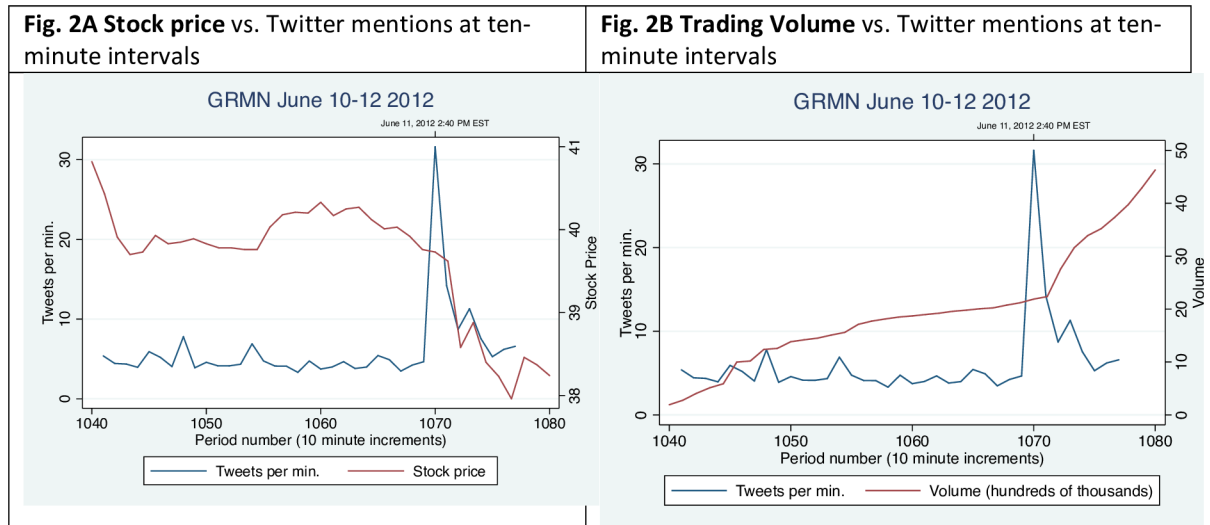 Fig. 2A Stock price vs. Twitter mentions at ten-
minute intervals
GRMN June 10-12 2012
June 11, 2012 2:40 PM EST
Tweets per min.
0
10
20
30
Stock Price
38
39
40
41
1040
1050
1060
1070
1080
Period number (10 minute increments)
Tweets per min.
Stock price
Fig. 2B Trading Volume vs. Twitter mentions at ten-
minute intervals
GRMN June 10-12 2012
June 11, 2012 2:40 PM EST
Tweets per min.
0
10
20
30
Volume
0
10
20
30
40
50
1040
1050
1060
1070
1080
Period number (10 minute increments)
Tweets per min.
Volume (hundreds of thousands)